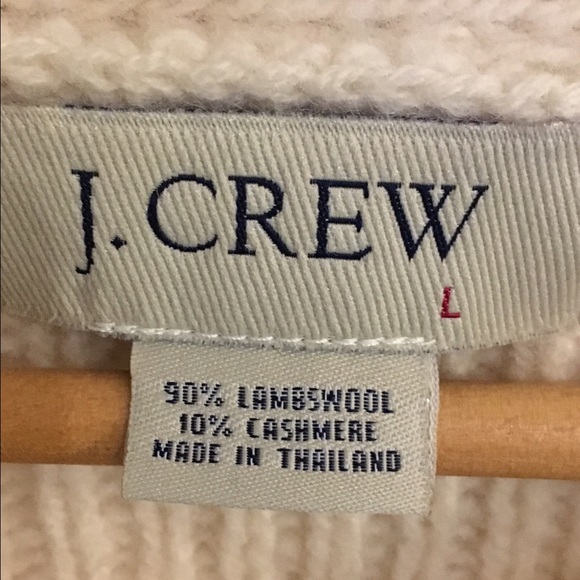 J. CREW
L
90% LAMBSWOOL
10% CASHMERE
MADE IN THAILAND